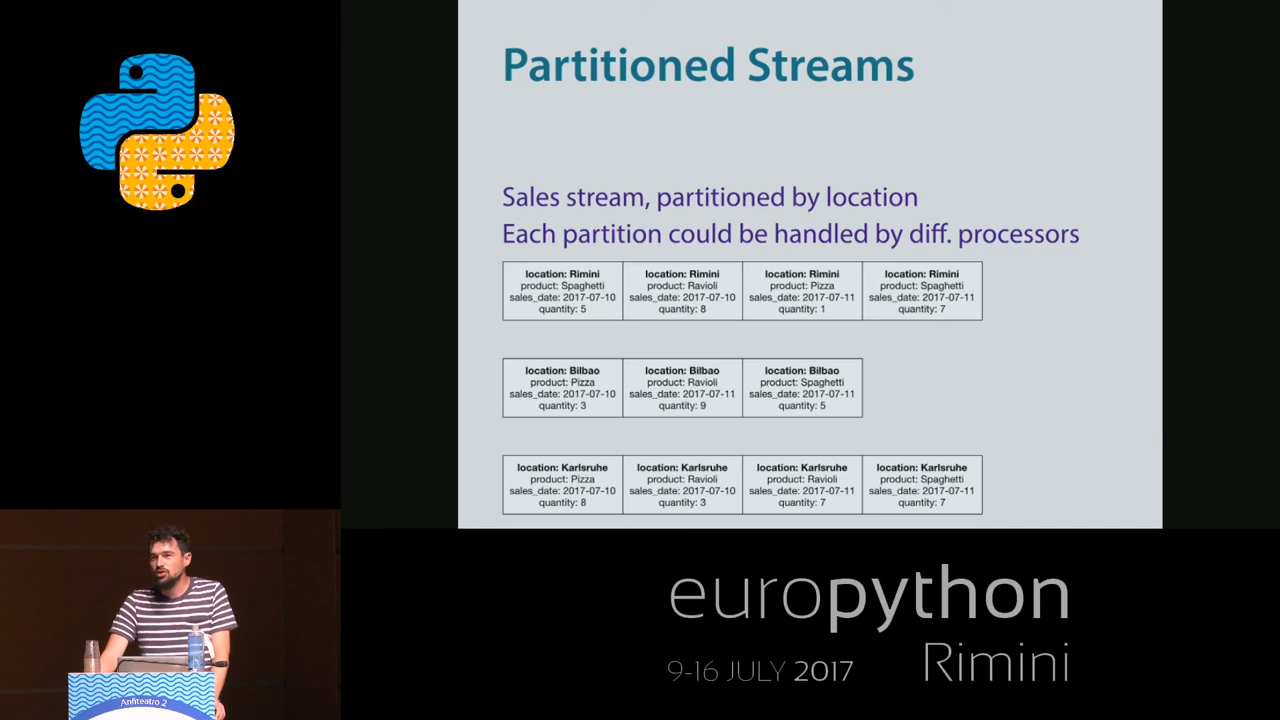 Partitioned Streams
Sales stream, partitioned by location
Each partition could be handled by diff. processors
location: Rimini
product: Spaghetti
sales_date: 2017-07-10
quantity: 5
location: Rimini
product: Ravioli
sales_date: 2017-07-10
quantity: 8
location: Rimini
product: Pizza
sales_date: 2017-07-11
quantity: 1
location: Rimini
product: Spaghetti
sales_date: 2017-07-11
quantity: 7
location: Bilbao
product: Pizza
sales_date: 2017-07-10
quantity: 3
location: Bilbao
product: Ravioli
sales_date: 2017-07-11
quantity: 9
location: Bilbao
product: Spaghetti
sales_date: 2017-07-11
quantity: 5
location: Karlsruhe
product: Pizza
sales_date: 2017-07-10
quantity: 8
location: Karlsruhe
product: Ravioli
sales_date: 2017-07-10
quantity: 3
location: Karlsruhe
product: Ravioli
sales_date: 2017-07-11
quantity: 7
location: Karlsruhe
product: Spaghetti
sales_date: 2017-07-11
quantity: 7
Anfiteatro 2
europython
9-16 JULY 2017
Rimini